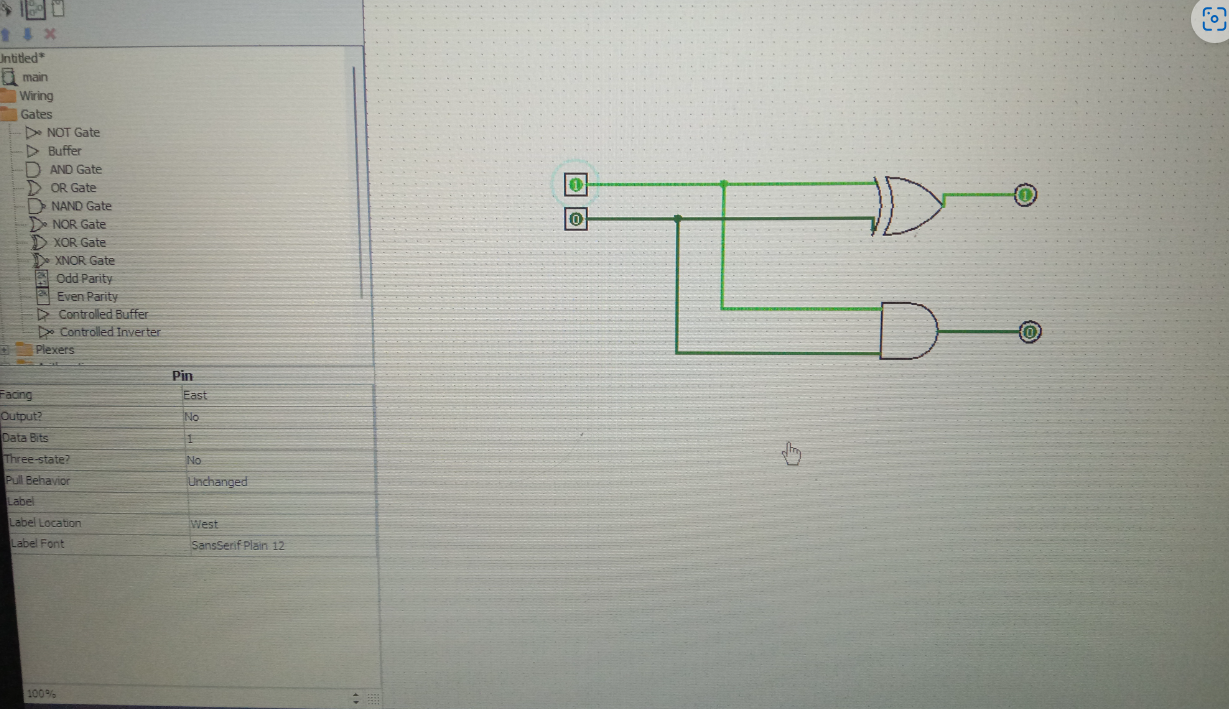 Untitled*
main
Wiring
Gates
NOT Gate
Buffer
AND Gate
OR Gate
NAND Gate
NOR Gate
XOR Gate
XNOR Gate
Odd Parity
Even Parity
Controlled Buffer
Controlled Inverter
Plexers
Pin
Facing East
Output? No
Data Bits 1
Three-state? No
Pull Behavior Unchanged
Label
Label Location West
Label Font SansSerif Plain 12
100%
1
0
1
0